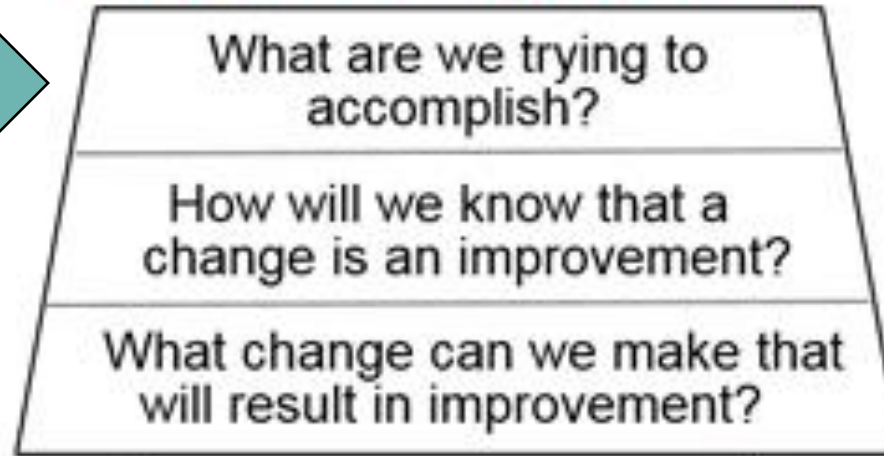 What are we trying to
accomplish?
How will we know that a
change is an improvement?
What change can we make that
will result in improvement?